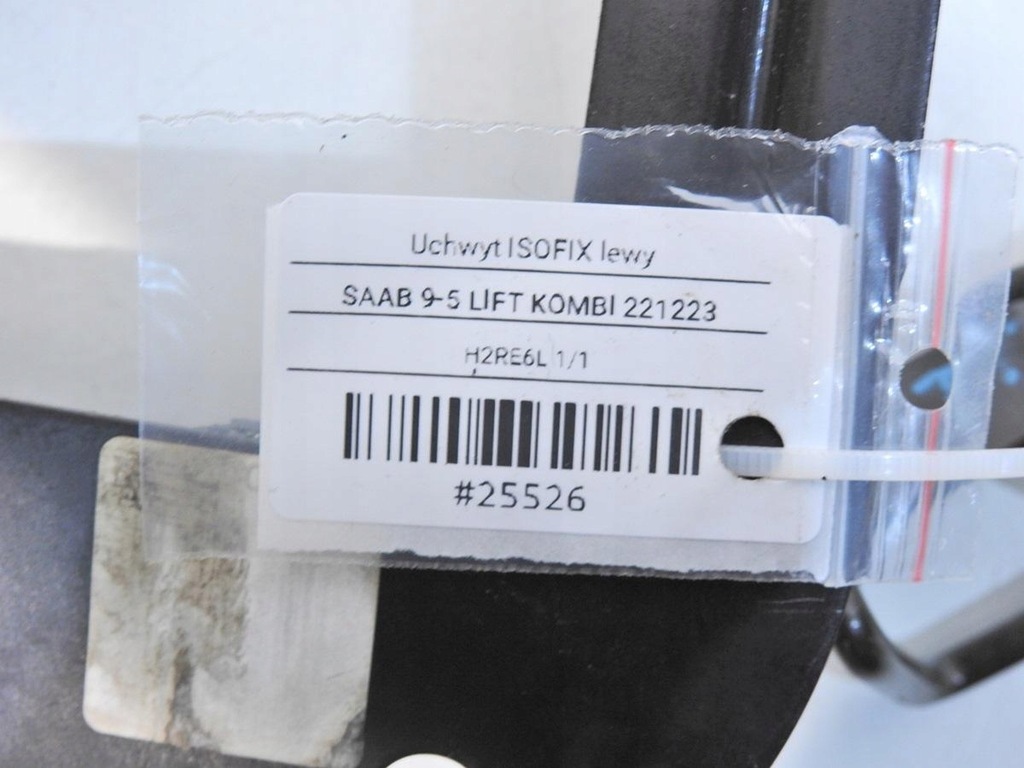 Uchwyt ISOFIX lewy
SAAB 9-5 LIFT KOMBI 221223
H2RE6L 1/1
#25526